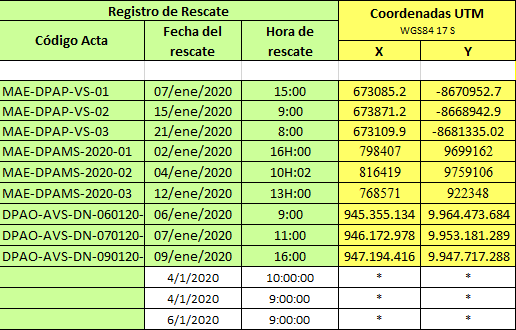 Registro de Rescate Coordenadas UTM
WGS84 17 S
Código Acta Fecha del rescate Hora de rescate X Y
MAE-DPAP-VS-01 07/ene/2020 15:00 673085.2 -8670952.7
MAE-DPAP-VS-02 15/ene/2020 9:00 673871.2 -8668942.9
MAE-DPAP-VS-03 21/ene/2020 8:00 673109.9 -8681335.02
MAE-DPAMS-2020-01 02/ene/2020 16H:00 798407 9699162
MAE-DPAMS-2020-02 04/ene/2020 10H:02 816419 9759106
MAE-DPAMS-2020-03 12/ene/2020 13H:00 768571 922348
DPAO-AVS-DN-060120- 06/ene/2020 9:00 945.355.134 9.964.473.684
DPAO-AVS-DN-070120- 07/ene/2020 11:00 946.172.978 9.953.181.289
DPAO-AVS-DN-090120- 09/ene/2020 16:00 947.194.416 9.947.717.288
4/1/2020 10:00:00 * *
4/1/2020 9:00:00 * *
6/1/2020 9:00:00 * *